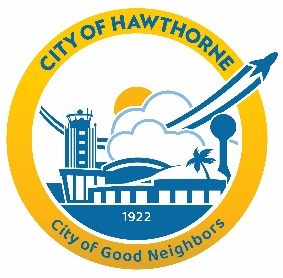 CITY OF HAWTHORNE
1922
City of Good Neighbors